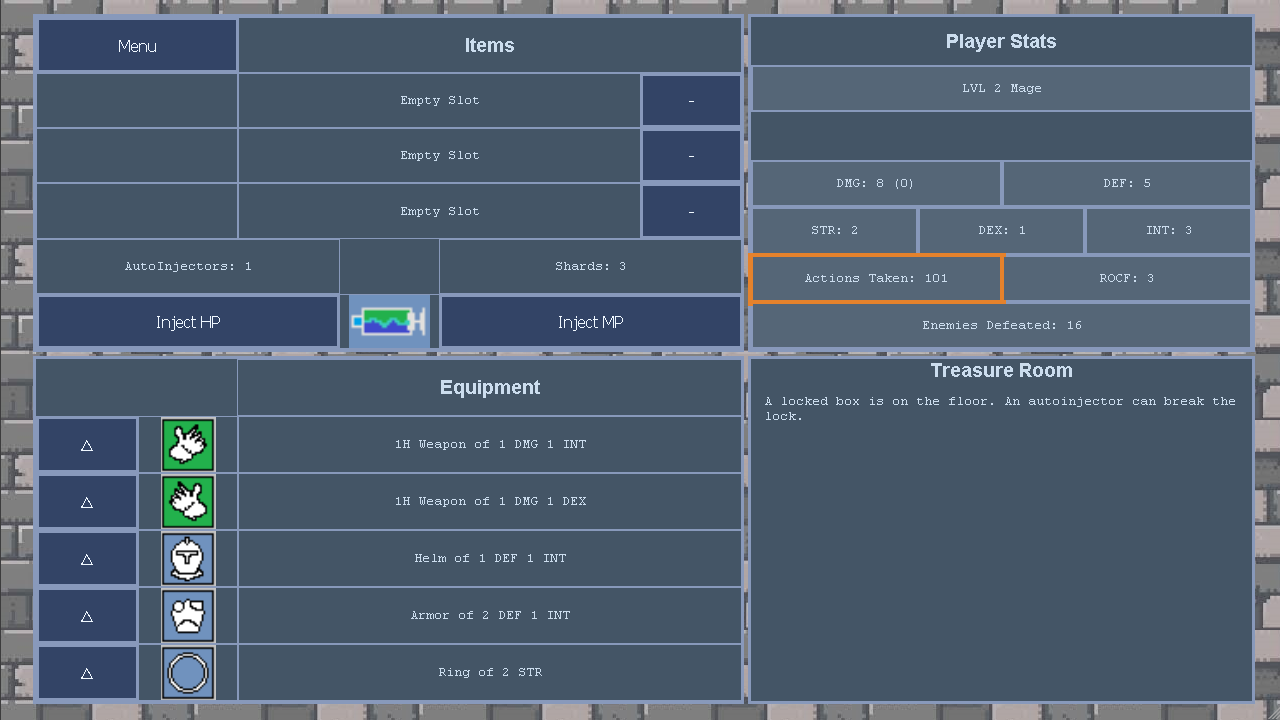 Menu
Items
Empty Slot
-
Empty Slot
-
Empty Slot
-
AutoInjectors: 1
Shards: 3
Inject HP
Inject MP
Player Stats
LVL 2 Mage
DMG: 8 (0)
DEF: 5
STR: 2
DEX: 1
INT: 3
Actions Taken: 101
ROCF: 3
Enemies Defeated: 16
Equipment
△
1H Weapon of 1 DMG 1 INT
△
1H Weapon of 1 DMG 1 DEX
△
Helm of 1 DEF 1 INT
△
Armor of 2 DEF 1 INT
△
Ring of 2 STR
Treasure Room
A locked box is on the floor. An autoinjector can break the
lock.